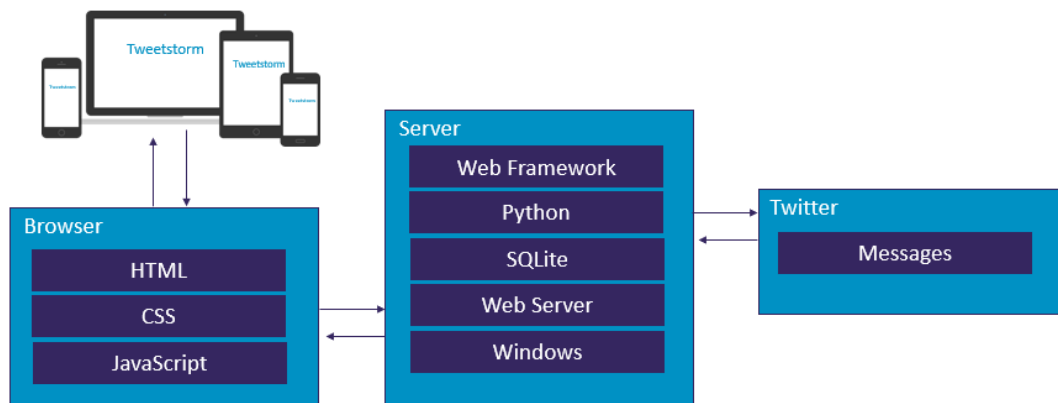 Tweetstorm
Tweetstorm
Tweetstorm
Tweetstorm
Browser
HTML
CSS
JavaScript
Server
Web Framework
Python
SQLite
Web Server
Windows
Twitter
Messages